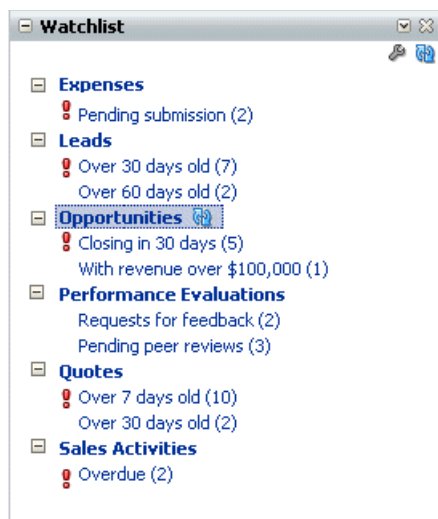 Watchlist
Expenses
Pending submission (2)
Leads
Over 30 days old (7)
Over 60 days old (2)
Opportunities
Closing in 30 days (5)
With revenue over $100,000 (1)
Performance Evaluations
Requests for feedback (2)
Pending peer reviews (3)
Quotes
Over 7 days old (10)
Over 30 days old (2)
Sales Activities
Overdue (2)